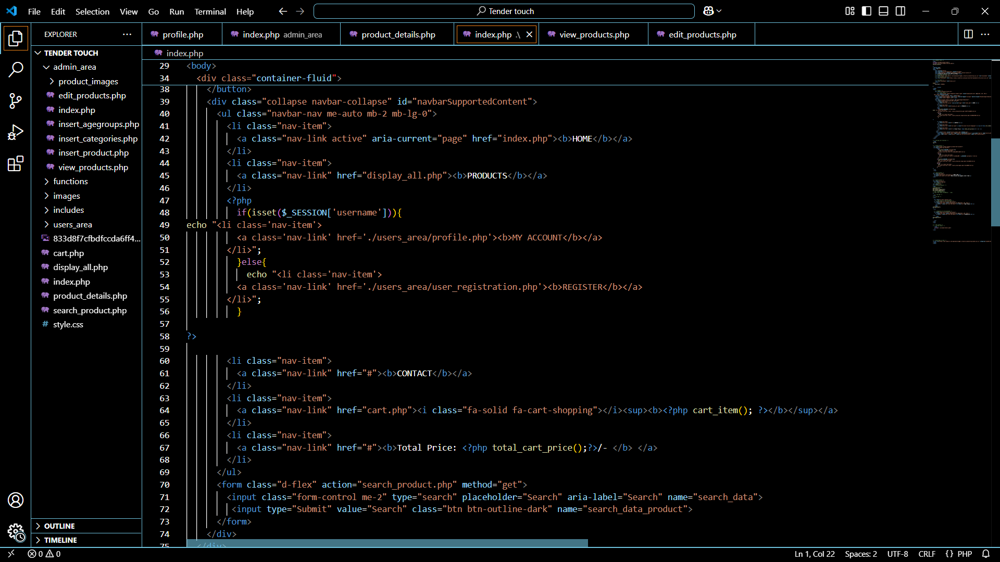 File Edit Selection View Go Run Terminal Help Tender touch
EXPLORER
profile.php
index.php admin_area
product_details.php
index.php .\
view_products.php
edit_products.php
TENDER TOUCH
admin_area
product_images
edit_products.php
index.php
insert_agegroups.php
insert_categories.php
insert_product.php
view_products.php
functions
images
includes
users_area
833d8f7cfbdfccda6ff4...
cart.php
display_all.php
index.php
product_details.php
search_product.php
# style.css
OUTLINE
TIMELINE
index.php
29 <body>
34 <div class="container-fluid">
38 </button>
39 <div class="collapse navbar-collapse" id="navbarSupportedContent">
40 <ul class="navbar-nav me-auto mb-2 mb-lg-0">
41 <li class="nav-item">
42 <a class="nav-link active" aria-current="page" href="index.php"><b>HOME</b></a>
43 </li>
44 <li class="nav-item">
45 <a class="nav-link" href="display_all.php"><b>PRODUCTS</b></a>
46 </li>
47 <?php
48 if(isset($_SESSION['username'])){
49 echo "<li class='nav-item'>
50 <a class='nav-link' href='./users_area/profile.php'><b>MY ACCOUNT</b></a>
51 </li>";
52 }else{
53 echo "<li class='nav-item'>
54 <a class='nav-link' href='./users_area/user_registration.php'><b>REGISTER</b></a>
55 </li>";
56 }
57
58 ?>
59
60 <li class="nav-item">
61 <a class="nav-link" href="#"><b>CONTACT</b></a>
62 </li>
63 <li class="nav-item">
64 <a class="nav-link" href="cart.php"><i class="fa-solid fa-cart-shopping"></i><sup><b><?php cart_item(); ?></b></sup></a>
65 </li>
66 <li class="nav-item">
67 <a class="nav-link" href="#"><b>Total Price: <?php total_cart_price();?>/- </b> </a>
68 </li>
69 </ul>
70 <form class="d-flex" action="search_product.php" method="get">
71 <input class="form-control me-2" type="search" placeholder="Search" aria-label="Search" name="search_data">
72 <input type="Submit" value="Search" class="btn btn-outline-dark" name="search_data_product">
73 </form>
74 </div>
75 </div>
0 0 Ln 1, Col 22 Spaces: 2 UTF-8 CRLF {} PHP